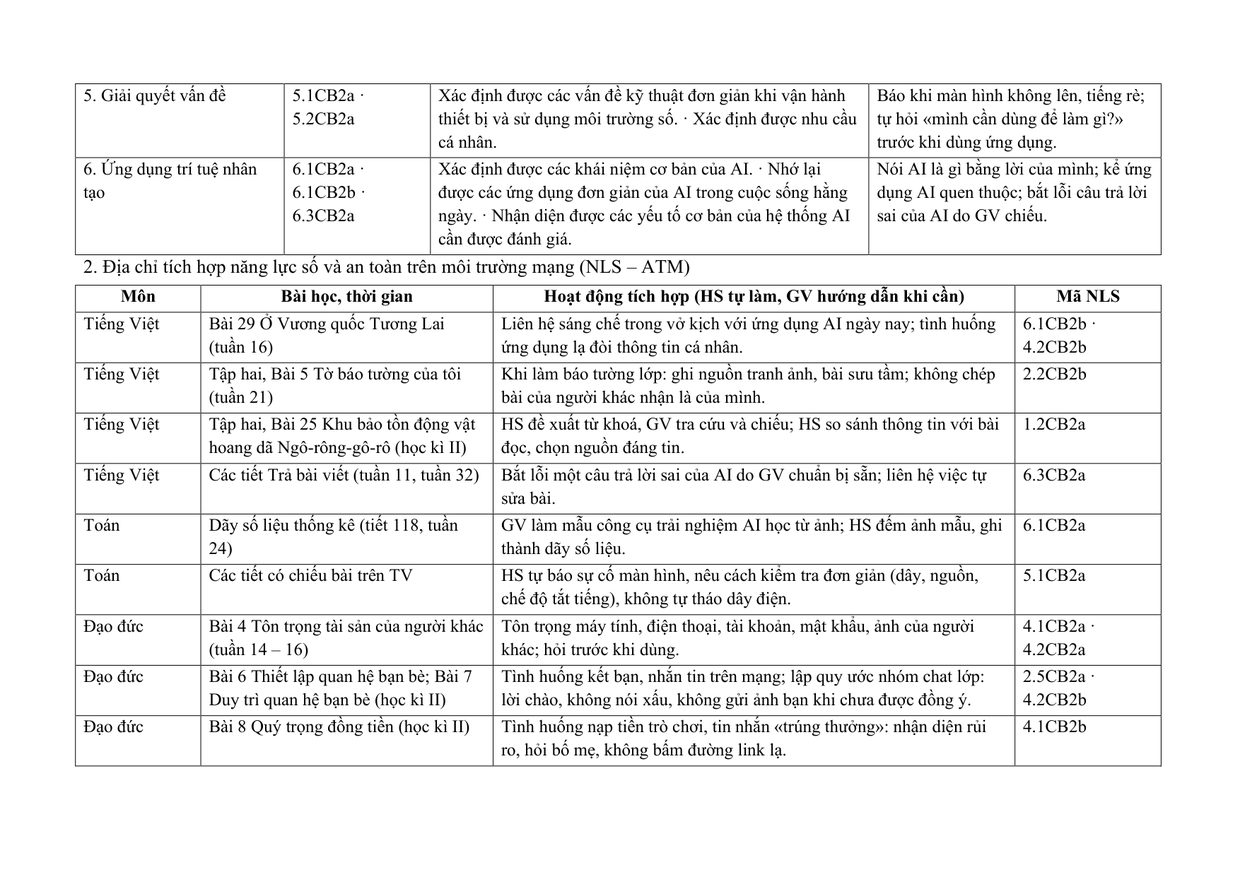 5. Giải quyết vấn đề
5.1CB2a ·
5.2CB2a
Xác định được các vấn đề kỹ thuật đơn giản khi vận hành
thiết bị và sử dụng môi trường số. · Xác định được nhu cầu
cá nhân.
Báo khi màn hình không lên, tiếng rè;
tự hỏi «mình cần dùng để làm gì?»
trước khi dùng ứng dụng.
6. Ứng dụng trí tuệ nhân
tạo
6.1CB2a ·
6.1CB2b ·
6.3CB2a
Xác định được các khái niệm cơ bản của AI. · Nhớ lại
được các ứng dụng đơn giản của AI trong cuộc sống hằng
ngày. · Nhận diện được các yếu tố cơ bản của hệ thống AI
cần được đánh giá.
Nói AI là gì bằng lời của mình; kể ứng
dụng AI quen thuộc; bắt lỗi câu trả lời
sai của AI do GV chiếu.
2. Địa chỉ tích hợp năng lực số và an toàn trên môi trường mạng (NLS – ATM)
Môn
Bài học, thời gian
Hoạt động tích hợp (HS tự làm, GV hướng dẫn khi cần)
Mã NLS
Tiếng Việt
Bài 29 Ở Vương quốc Tương Lai
(tuần 16)
Liên hệ sáng chế trong vở kịch với ứng dụng AI ngày nay; tình huống
ứng dụng lạ đòi thông tin cá nhân.
6.1CB2b ·
4.2CB2b
Tiếng Việt
Tập hai, Bài 5 Tờ báo tường của tôi
(tuần 21)
Khi làm báo tường lớp: ghi nguồn tranh ảnh, bài sưu tầm; không chép
bài của người khác nhận là của mình.
2.2CB2b
Tiếng Việt
Tập hai, Bài 25 Khu bảo tồn động vật
hoang dã Ngô-rông-gô-rô (học kì II)
HS đề xuất từ khoá, GV tra cứu và chiếu; HS so sánh thông tin với bài
đọc, chọn nguồn đáng tin.
1.2CB2a
Tiếng Việt
Các tiết Trả bài viết (tuần 11, tuần 32)
Bắt lỗi một câu trả lời sai của AI do GV chuẩn bị sẵn; liên hệ việc tự
sửa bài.
6.3CB2a
Toán
Dãy số liệu thống kê (tiết 118, tuần
24)
GV làm mẫu công cụ trải nghiệm AI học từ ảnh; HS đếm ảnh mẫu, ghi
thành dãy số liệu.
6.1CB2a
Toán
Các tiết có chiếu bài trên TV
HS tự báo sự cố màn hình, nêu cách kiểm tra đơn giản (dây, nguồn,
chế độ tắt tiếng), không tự tháo dây điện.
5.1CB2a
Đạo đức
Bài 4 Tôn trọng tài sản của người khác
(tuần 14 – 16)
Tôn trọng máy tính, điện thoại, tài khoản, mật khẩu, ảnh của người
khác; hỏi trước khi dùng.
4.1CB2a ·
4.2CB2a
Đạo đức
Bài 6 Thiết lập quan hệ bạn bè; Bài 7
Duy trì quan hệ bạn bè (học kì II)
Tình huống kết bạn, nhắn tin trên mạng; lập quy ước nhóm chat lớp:
lời chào, không nói xấu, không gửi ảnh bạn khi chưa được đồng ý.
2.5CB2a ·
4.2CB2b
Đạo đức
Bài 8 Quý trọng đồng tiền (học kì II)
Tình huống nạp tiền trò chơi, tin nhắn «trúng thưởng»: nhận diện rủi
ro, hỏi bố mẹ, không bấm đường link lạ.
4.1CB2b